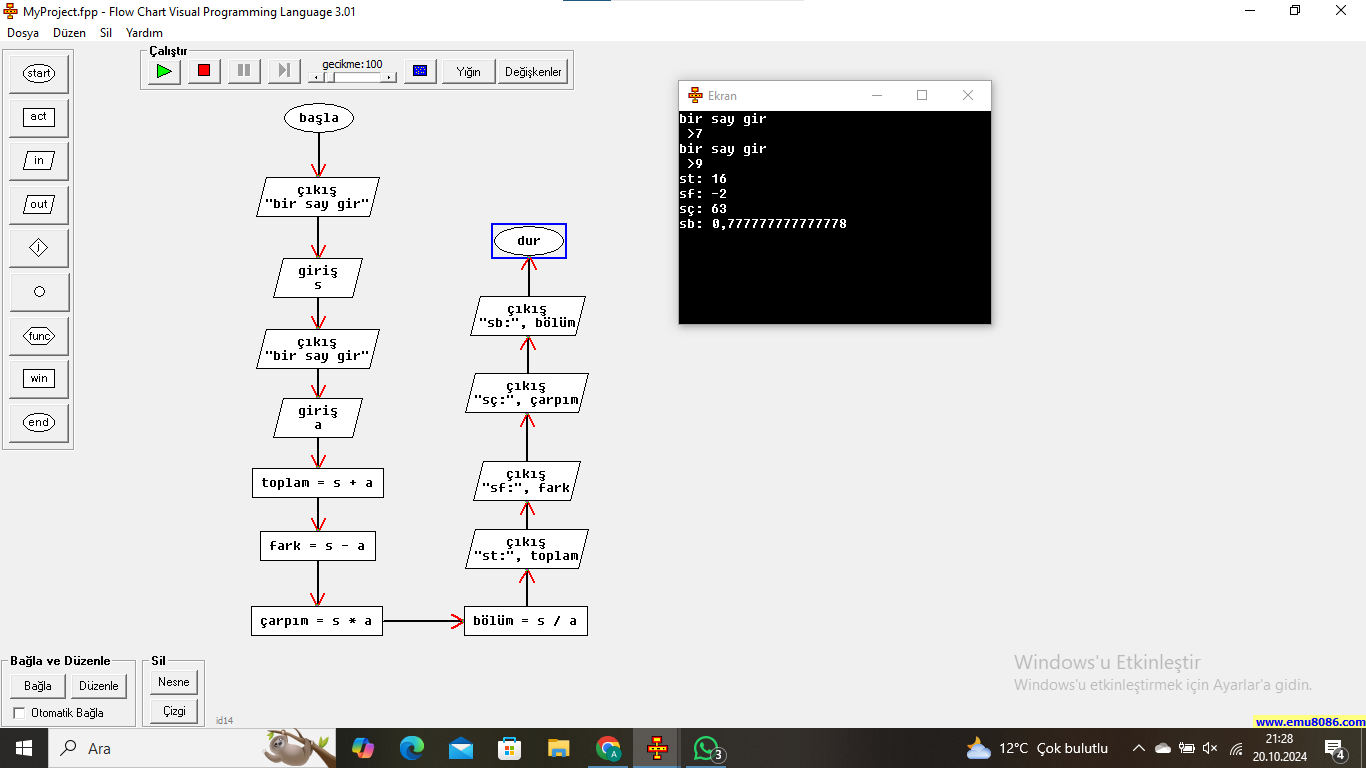 MyProject.fpp - Flow Chart Visual Programming Language 3.01
Dosya Düzen Sil Yardım
start
act
in
out
j
func
win
end
Çalıştır
gecikme:100
Yığın
Değişkenler
başla
çıkış
"bir say gir"
giriş
s
çıkış
"bir say gir"
giriş
a
toplam = s + a
fark = s - a
çarpım = s * a
bölüm = s / a
çıkış
"st:", toplam
çıkış
"sf:", fark
çıkış
"sç:", çarpım
çıkış
"sb:", bölüm
dur
Ekran
bir say gir
>7
bir say gir
>9
st: 16
sf: -2
sç: 63
sb: 0,777777777777778
Bağla ve Düzenle
Bağla Düzenle
Otomatik Bağla
Sil
Nesne
Çizgi
id14
Windows'u Etkinleştir
Windows'u etkinleştirmek için Ayarlar'a gidin.
www.emu8086.com
Ara
A
3
12°C Çok bulutlu
21:28
20.10.2024
4